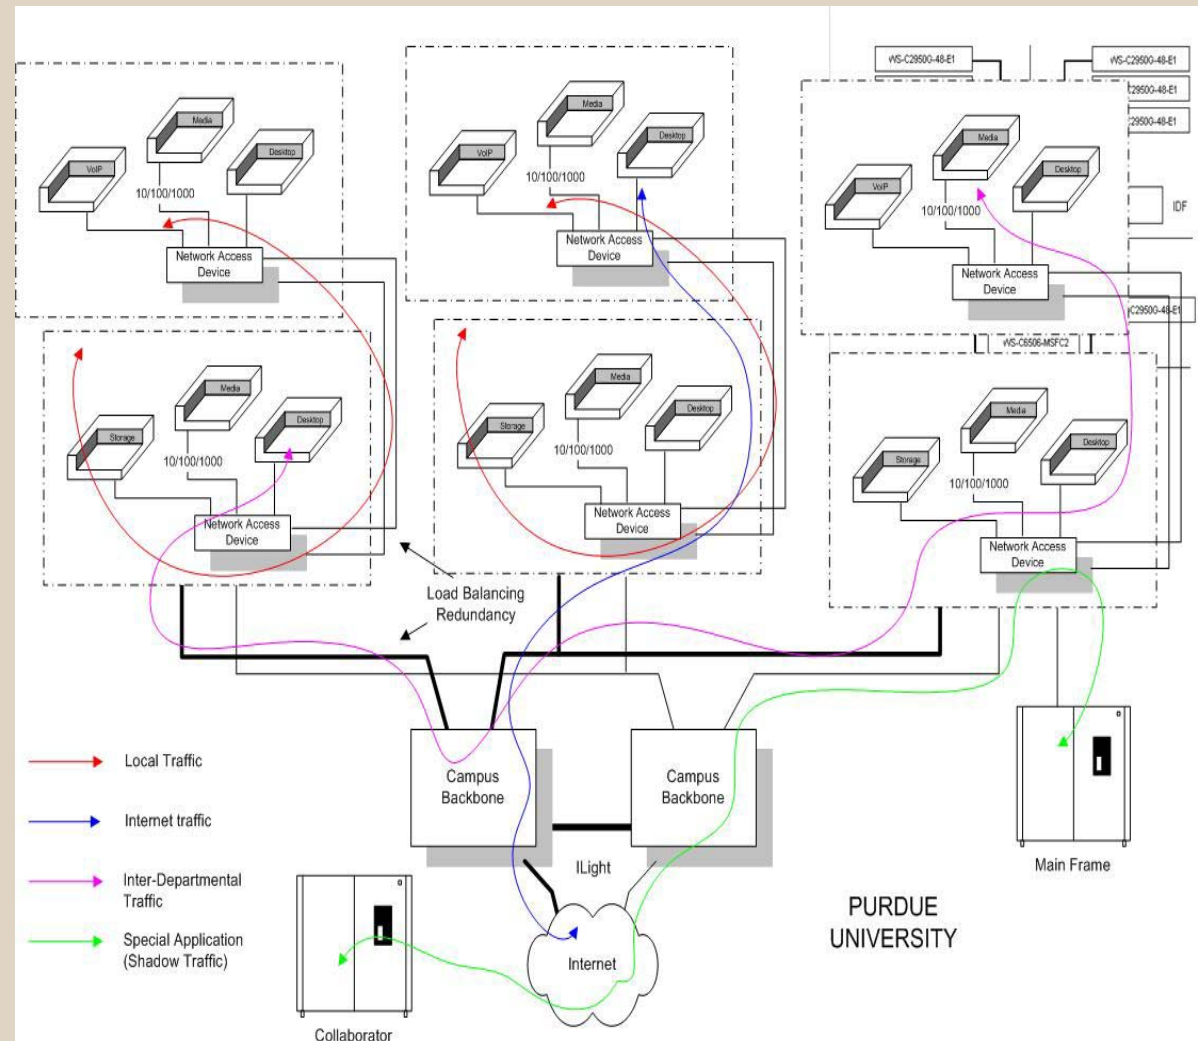 WS-C2950G-48-E1
WS-C2950G-48-E1
C2950G-48-E1
C2950G-48-E1
IDF
C2950G-48-E1
WS-C6506-MSFC2
Media
VoIP
Desktop
10/100/1000
Network Access
Device
Media
VoIP
Desktop
10/100/1000
Network Access
Device
Media
VoIP
Desktop
10/100/1000
Network Access
Device
Media
Storage
Desktop
10/100/1000
Network Access
Device
Media
Storage
Desktop
10/100/1000
Network Access
Device
Media
Storage
Desktop
10/100/1000
Network Access
Device
Load Balancing
Redundancy
Campus
Backbone
Campus
Backbone
ILight
Internet
Main Frame
PURDUE
UNIVERSITY
Local Traffic
Internet traffic
Inter-Departmental
Traffic
Special Application
(Shadow Traffic)
Collaborator